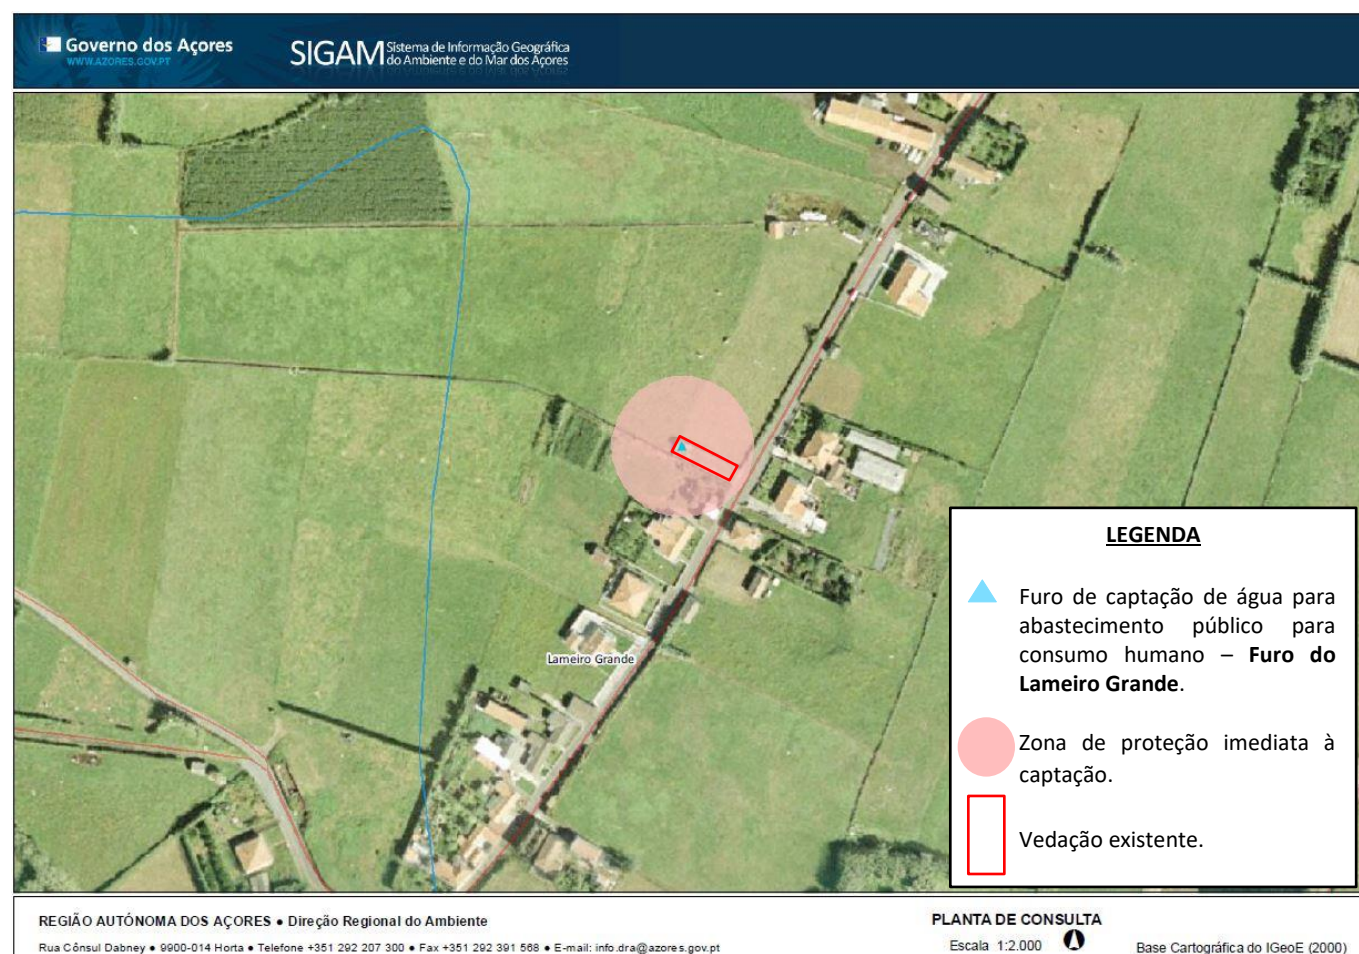 Governo dos Açores
WWW.AZORES.GOV.PT
SIGAM Sistema de Informação Geográfica
do Ambiente e do Mar dos Açores
Lameiro Grande
LEGENDA
Furo de captação de água para
abastecimento público para
consumo humano – Furo do
Lameiro Grande.
Zona de proteção imediata à
captação.
Vedação existente.
REGIÃO AUTÓNOMA DOS AÇORES ● Direção Regional do Ambiente
Rua Cônsul Dabney ● 9900-014 Horta ● Telefone +351 292 207 300 ● Fax +351 292 391 568 ● E-mail: info.dra@azores.gov.pt
PLANTA DE CONSULTA
Escala 1:2.000
Base Cartográfica do IGeoE (2000)